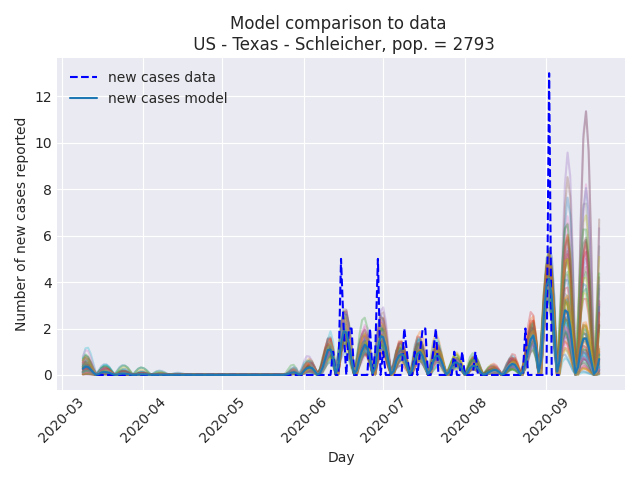 Model comparison to data
US - Texas - Schleicher, pop. = 2793
new cases data
new cases model
Number of new cases reported
12
10
8
6
4
2
0
2020-03
2020-04
2020-05
2020-06
2020-07
2020-08
2020-09
Day